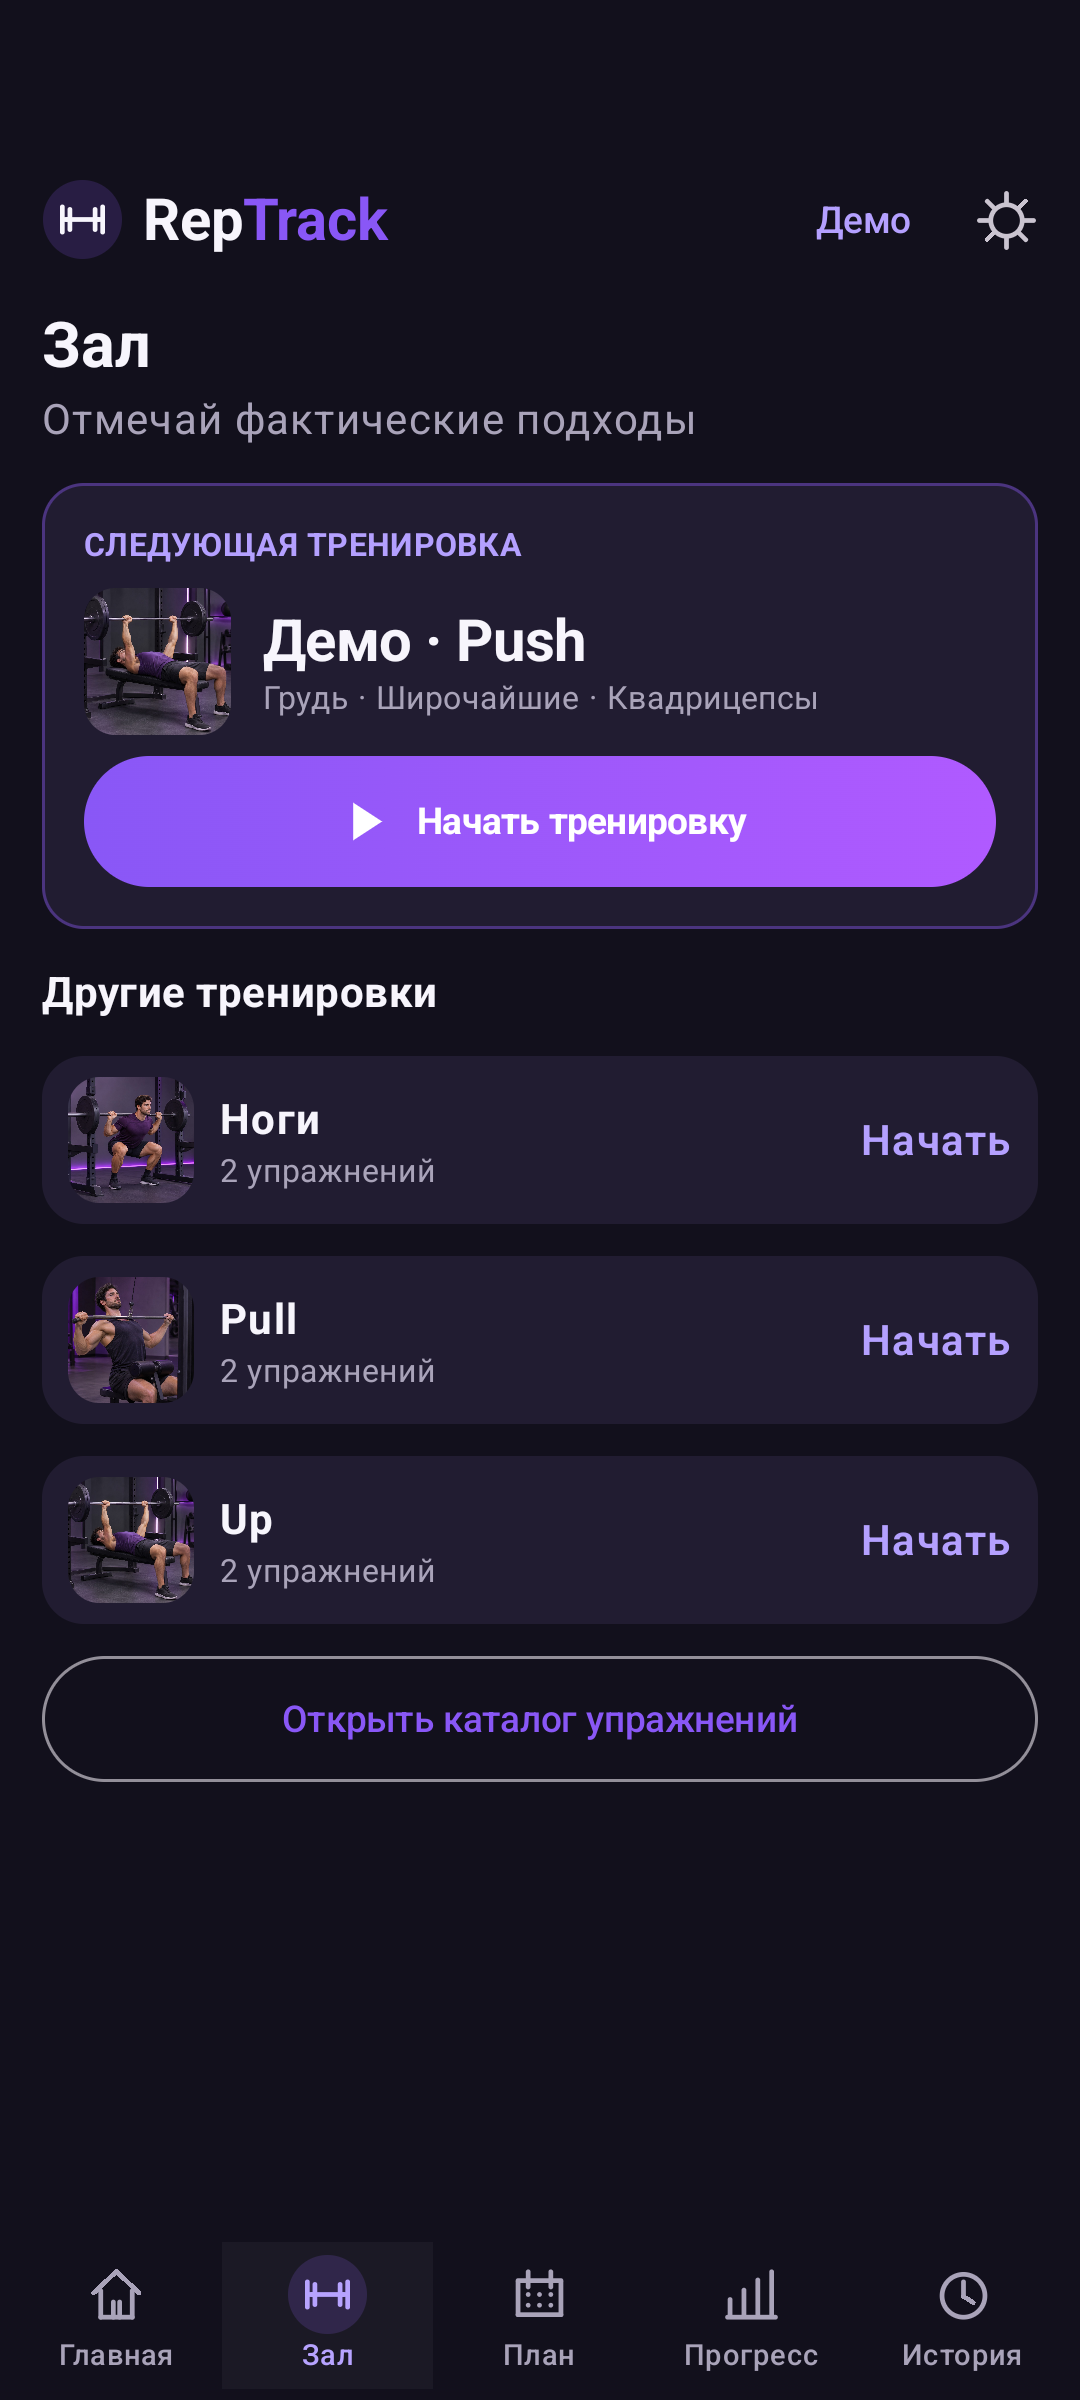 RepTrack
Демо
Зал
Отмечай фактические подходы
СЛЕДУЮЩАЯ ТРЕНИРОВКА
Демо · Push
Грудь · Широчайшие · Квадрицепсы
Начать тренировку
Другие тренировки
Ноги
2 упражнений
Начать
Pull
2 упражнений
Начать
Up
2 упражнений
Начать
Открыть каталог упражнений
Главная
Зал
План
Прогресс
История